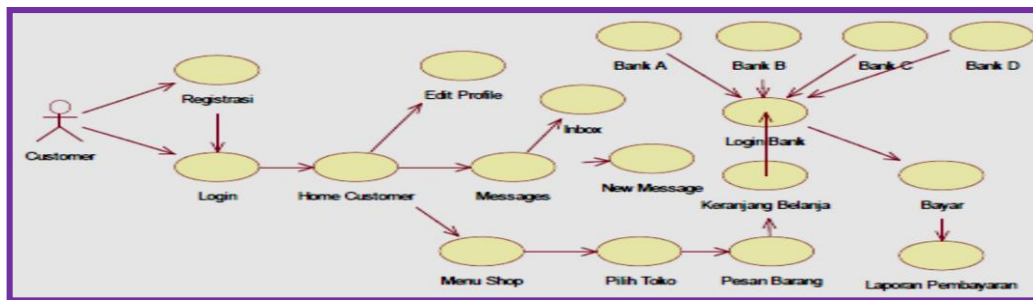 Bank A
Bank B
Bank C
Bank D
Registrasi
Edit Profile
Inbox
Login Bank
Customer
Login
Home Customer
Messages
New Message
Keranjang Belanja
Bayar
Menu Shop
Pilih Toko
Pesan Barang
Laporan Pembayaran